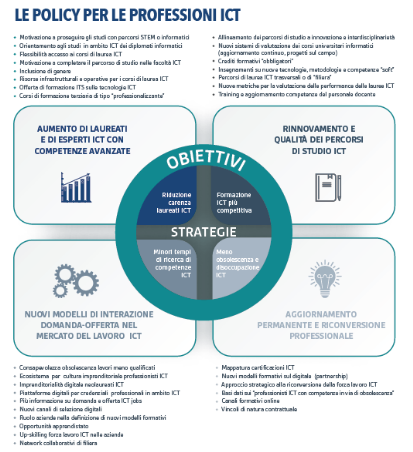 LE POLICY PER LE PROFESSIONI ICT
• Motivazione a proseguire gli studi con percorsi STEM o informatici
• Orientamento agli studi in ambito ICT dei diplomati informatici
• Flessibilità accesso ai corsi di laurea ICT
• Motivazione a completare il percorso di studio nelle facoltà ICT
• Inclusione di genere
• Risorse infrastrutturali e operative per i corsi di laurea ICT
• Offerta di formazione ITS sulle tecnologie ICT
• Corsi di formazione terziaria di tipo "professionalizzante"
• Allineamento dei percorsi di studio a innovazione e interdisciplinarietà
• Nuovi sistemi di valutazione dei corsi universitari informatici
(aggiornamento continuo, progetti sul campo)
• Crediti formativi "obbligatori"
• Insegnamenti su nuove tecnologie, metodologie e competenze "soft"
• Percorsi di laurea ICT trasversali o di "filiera"
• Nuove metriche per la valutazione delle performance delle lauree ICT
• Training e aggiornamento competenze del personale docente
AUMENTO DI LAUREATI
E DI ESPERTI ICT CON
COMPETENZE AVANZATE
RINNOVAMENTO E
QUALITÀ DEI PERCORSI
DI STUDIO ICT
OBIETTIVI
Riduzione
carenza
laureati ICT
Formazione
ICT più
competitiva
STRATEGIE
Minori tempi
di ricerca di
competenze
ICT
Meno
obsolescenza e
disoccupazione
ICT
NUOVI MODELLI DI INTERAZIONE
DOMANDA-OFFERTA NEL
MERCATO DEL LAVORO ICT
AGGIORNAMENTO
PERMANENTE E RICONVERSIONE
PROFESSIONALE
• Consapevolezza obsolescenza lavori meno qualificati
• Ecosistema per cultura imprenditoriale professionisti ICT
• Imprenditorialità digitale neolaureati ICT
• Piattaforme digitali per credenziali professionali in ambito ICT
• Più informazione su domanda e offerta ICT jobs
• Nuovi canali di selezione digitali
• Ruolo aziende nella definizione di nuovi modelli formativi
• Opportunità apprendistato
• Up-skilling forza lavoro ICT nelle aziende
• Network collaborativi di filiera
• Mappatura certificazioni ICT
• Nuovi modelli formativi sul digitale (partnership)
• Approccio strategico alla riconversione della forza lavoro ICT
• Basi dati sui "professionisti ICT con competenze in via di obsolescenza"
• Canali formativi online
• Vincoli di natura contrattuale